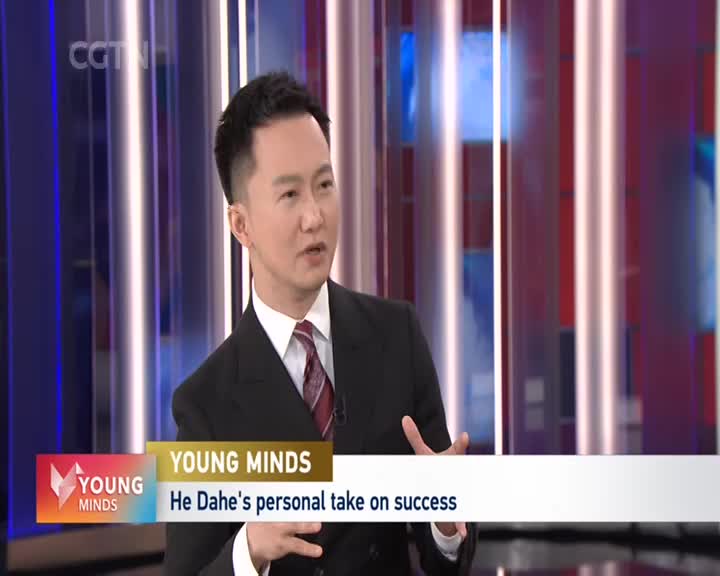 CGTN
YOUNG MINDS
He Dahe's personal take on success
YOUNG
MINDS